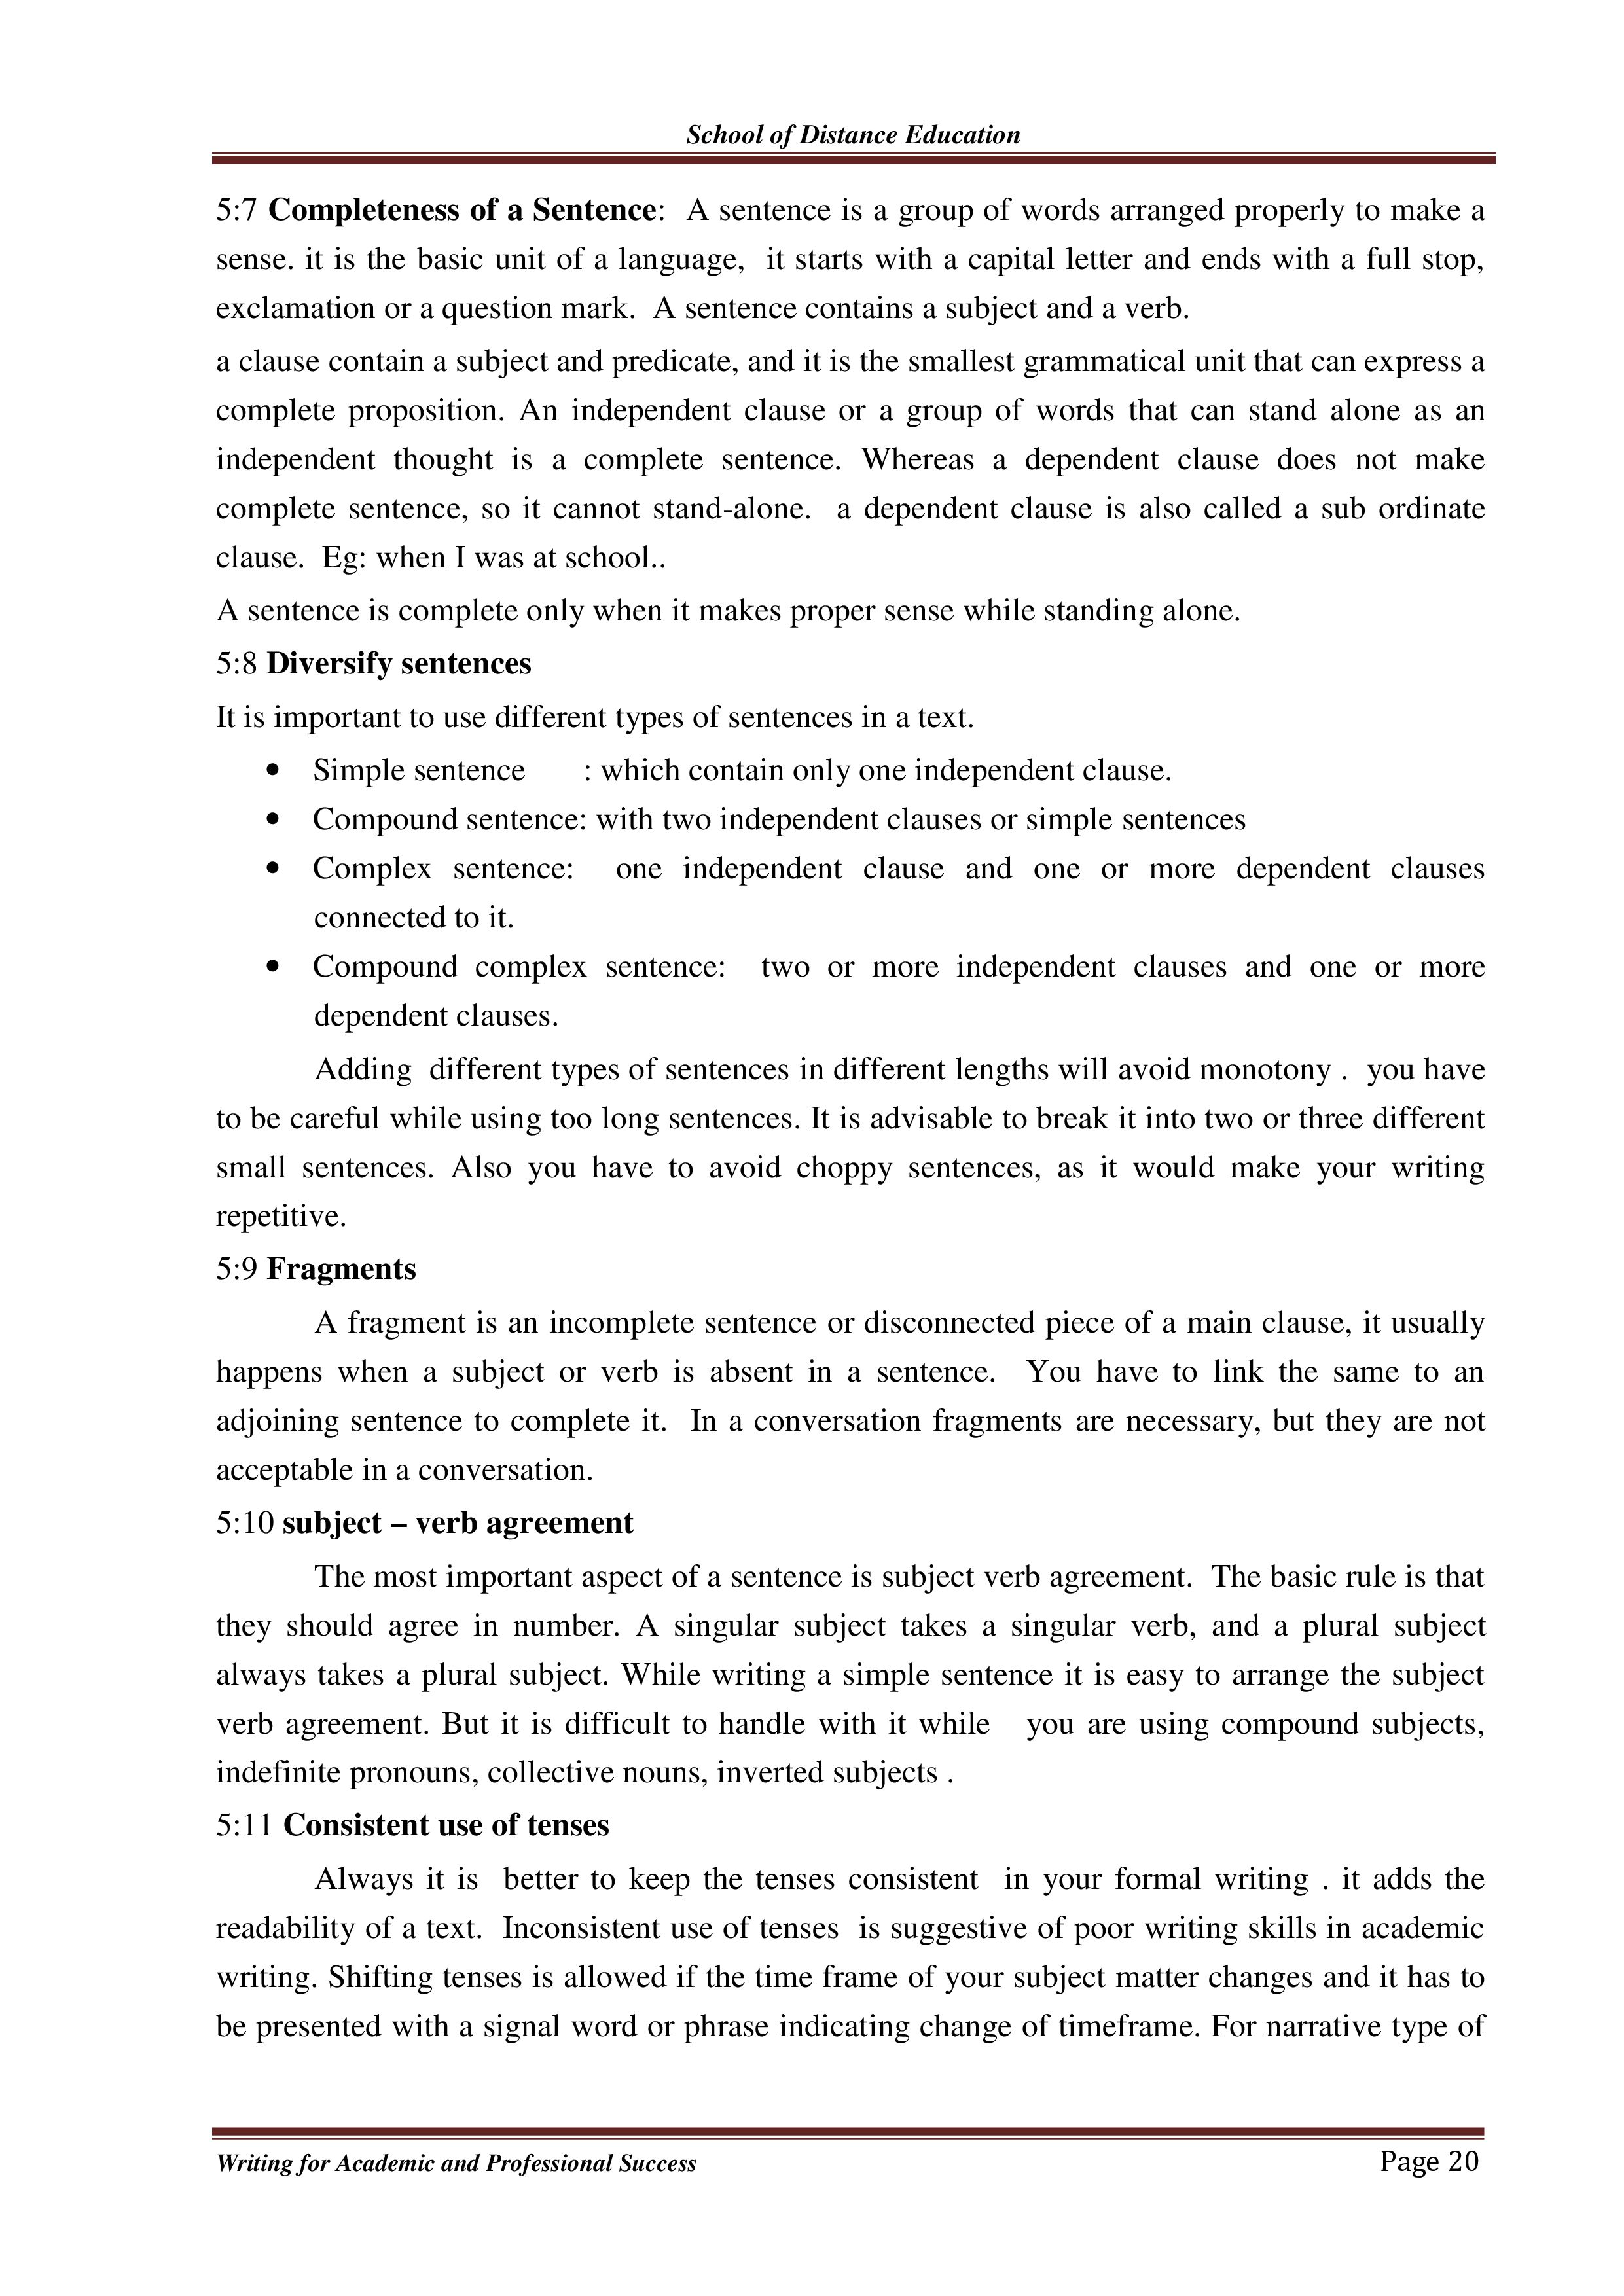 School of Distance Education
5:7 Completeness of a Sentence:  A sentence is a group of words arranged properly to make a
sense. it is the basic unit of a language,  it starts with a capital letter and ends with a full stop,
exclamation or a question mark.  A sentence contains a subject and a verb.
a clause contain a subject and predicate, and it is the smallest grammatical unit that can express a
complete proposition. An independent clause or a group of words that can stand alone as an
independent thought is a complete sentence. Whereas a dependent clause does not make
complete sentence, so it cannot stand-alone.  a dependent clause is also called a sub ordinate
clause.  Eg: when I was at school..
A sentence is complete only when it makes proper sense while standing alone.
5:8 Diversify sentences
It is important to use different types of sentences in a text.
• Simple sentence : which contain only one independent clause.
• Compound sentence: with two independent clauses or simple sentences
• Complex sentence:  one independent clause and one or more dependent clauses
connected to it.
• Compound complex sentence:  two or more independent clauses and one or more
dependent clauses.
Adding  different types of sentences in different lengths will avoid monotony .  you have
to be careful while using too long sentences. It is advisable to break it into two or three different
small sentences. Also you have to avoid choppy sentences, as it would make your writing
repetitive.
5:9 Fragments
A fragment is an incomplete sentence or disconnected piece of a main clause, it usually
happens when a subject or verb is absent in a sentence.  You have to link the same to an
adjoining sentence to complete it.  In a conversation fragments are necessary, but they are not
acceptable in a conversation.
5:10 subject – verb agreement
The most important aspect of a sentence is subject verb agreement.  The basic rule is that
they should agree in number. A singular subject takes a singular verb, and a plural subject
always takes a plural subject. While writing a simple sentence it is easy to arrange the subject
verb agreement. But it is difficult to handle with it while  you are using compound subjects,
indefinite pronouns, collective nouns, inverted subjects .
5:11 Consistent use of tenses
Always it is  better to keep the tenses consistent  in your formal writing . it adds the
readability of a text.  Inconsistent use of tenses  is suggestive of poor writing skills in academic
writing. Shifting tenses is allowed if the time frame of your subject matter changes and it has to
be presented with a signal word or phrase indicating change of timeframe. For narrative type of
Writing for Academic and Professional Success Page 20